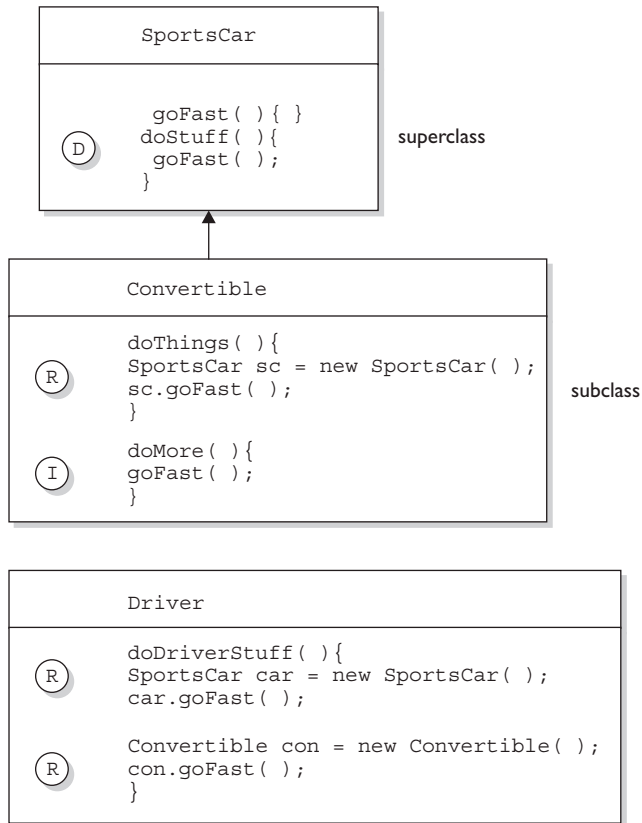 SportsCar
goFast( ){ }
D
doStuff( ){
goFast( );
}
superclass
Convertible
doThings( ){
R
SportsCar sc = new SportsCar( );
sc.goFast( );
}
subclass
doMore( ){
I
goFast( );
}
Driver
doDriverStuff( ){
R
SportsCar car = new SportsCar( );
car.goFast( );
Convertible con = new Convertible( );
R
con.goFast( );
}